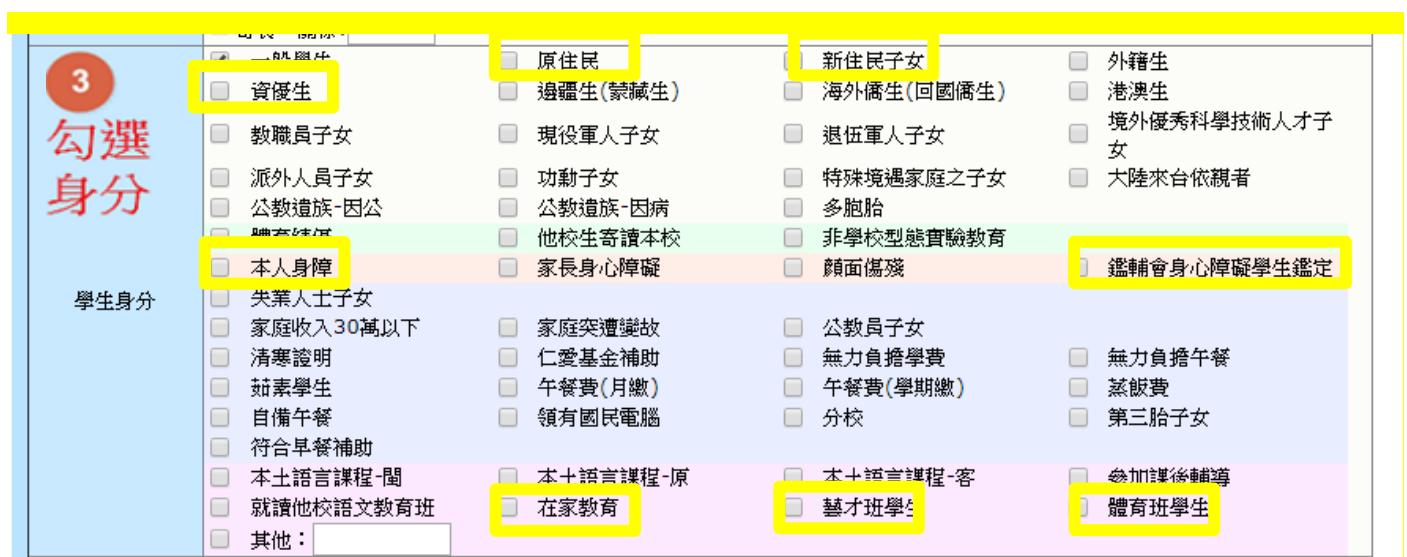 寄養 關係：
3
勾選
身分
學生身分
一般學生 原住民 新住民子女 外籍生
資優生 邊疆生(蒙藏生) 海外僑生(回國僑生) 港澳生
教職員子女 現役軍人子女 退伍軍人子女 境外優秀科學技術人才子
女
派外人員子女 功勳子女 特殊境遇家庭之子女 大陸來台依親者
公教遺族-因公 公教遺族-因病 多胞胎
體育績優 他校生寄讀本校 非學校型態實驗教育
本人身障 家長身心障礙 顏面傷殘 鑑輔會身心障礙學生鑑定
失業人士子女
家庭收入30萬以下 家庭突遭變故 公教員子女
清寒證明 仁愛基金補助 無力負擔學費 無力負擔午餐
茹素學生 午餐費(月繳) 午餐費(學期繳) 蒸飯費
自備午餐 領有國民電腦 分校 第三胎子女
符合早餐補助
本土語言課程-閩 本土語言課程-原 本土語言課程-客 參加課後輔導
就讀他校語文教育班 在家教育 藝才班學生 體育班學生
其他：